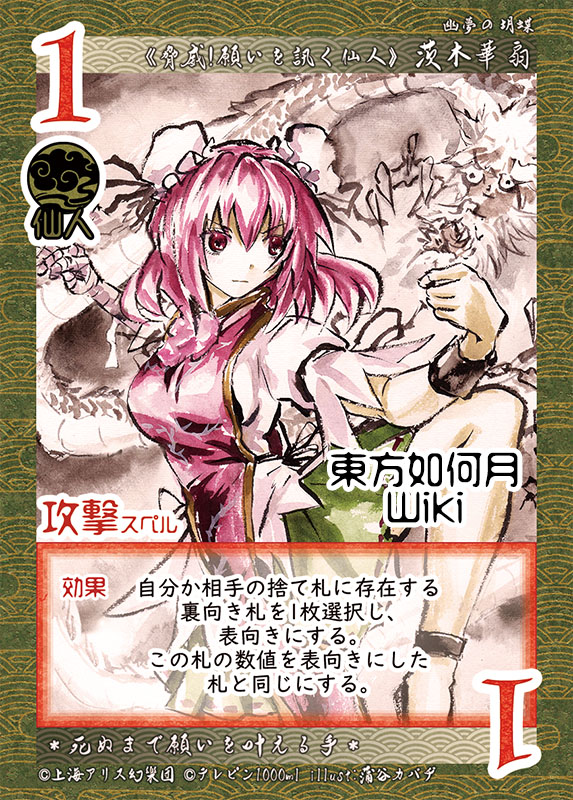 幽夢の胡蝶
1
《脅威!願いを訊く仙人》 茨木華扇
仙人
東方如何月
Wiki
攻撃スペル
効果
自分か相手の捨て札に存在する
裏向き札を1枚選択し、
表向きにする。
この札の数値を表向きにした
札と同じにする。
1
*死ぬまで願いを叶える手*
©上海アリス幻樂団 ©テレピン1000ml illust:蒲谷カバヂ